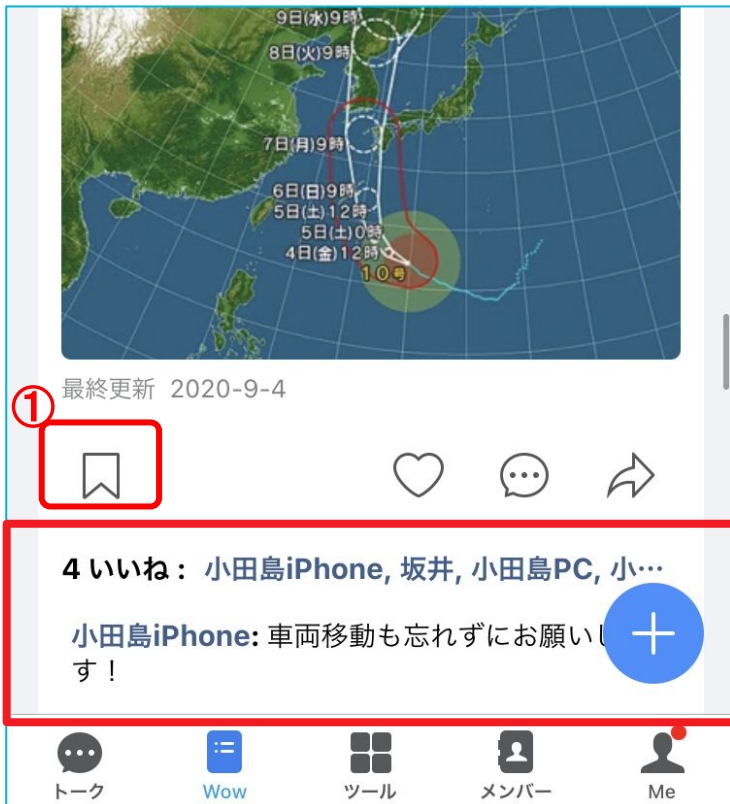 9日(水)9時
8日(火)9時
7日(月)9時
6日(日)9時
5日(土)12時
5日(土)0時
4日(金)12時
10号
最終更新 2020-9-4
①
4 いいね： 小田島iPhone, 坂井, 小田島PC, 小…
小田島iPhone: 車両移動も忘れずにお願いし
す！
トーク Wow ツール メンバー Me